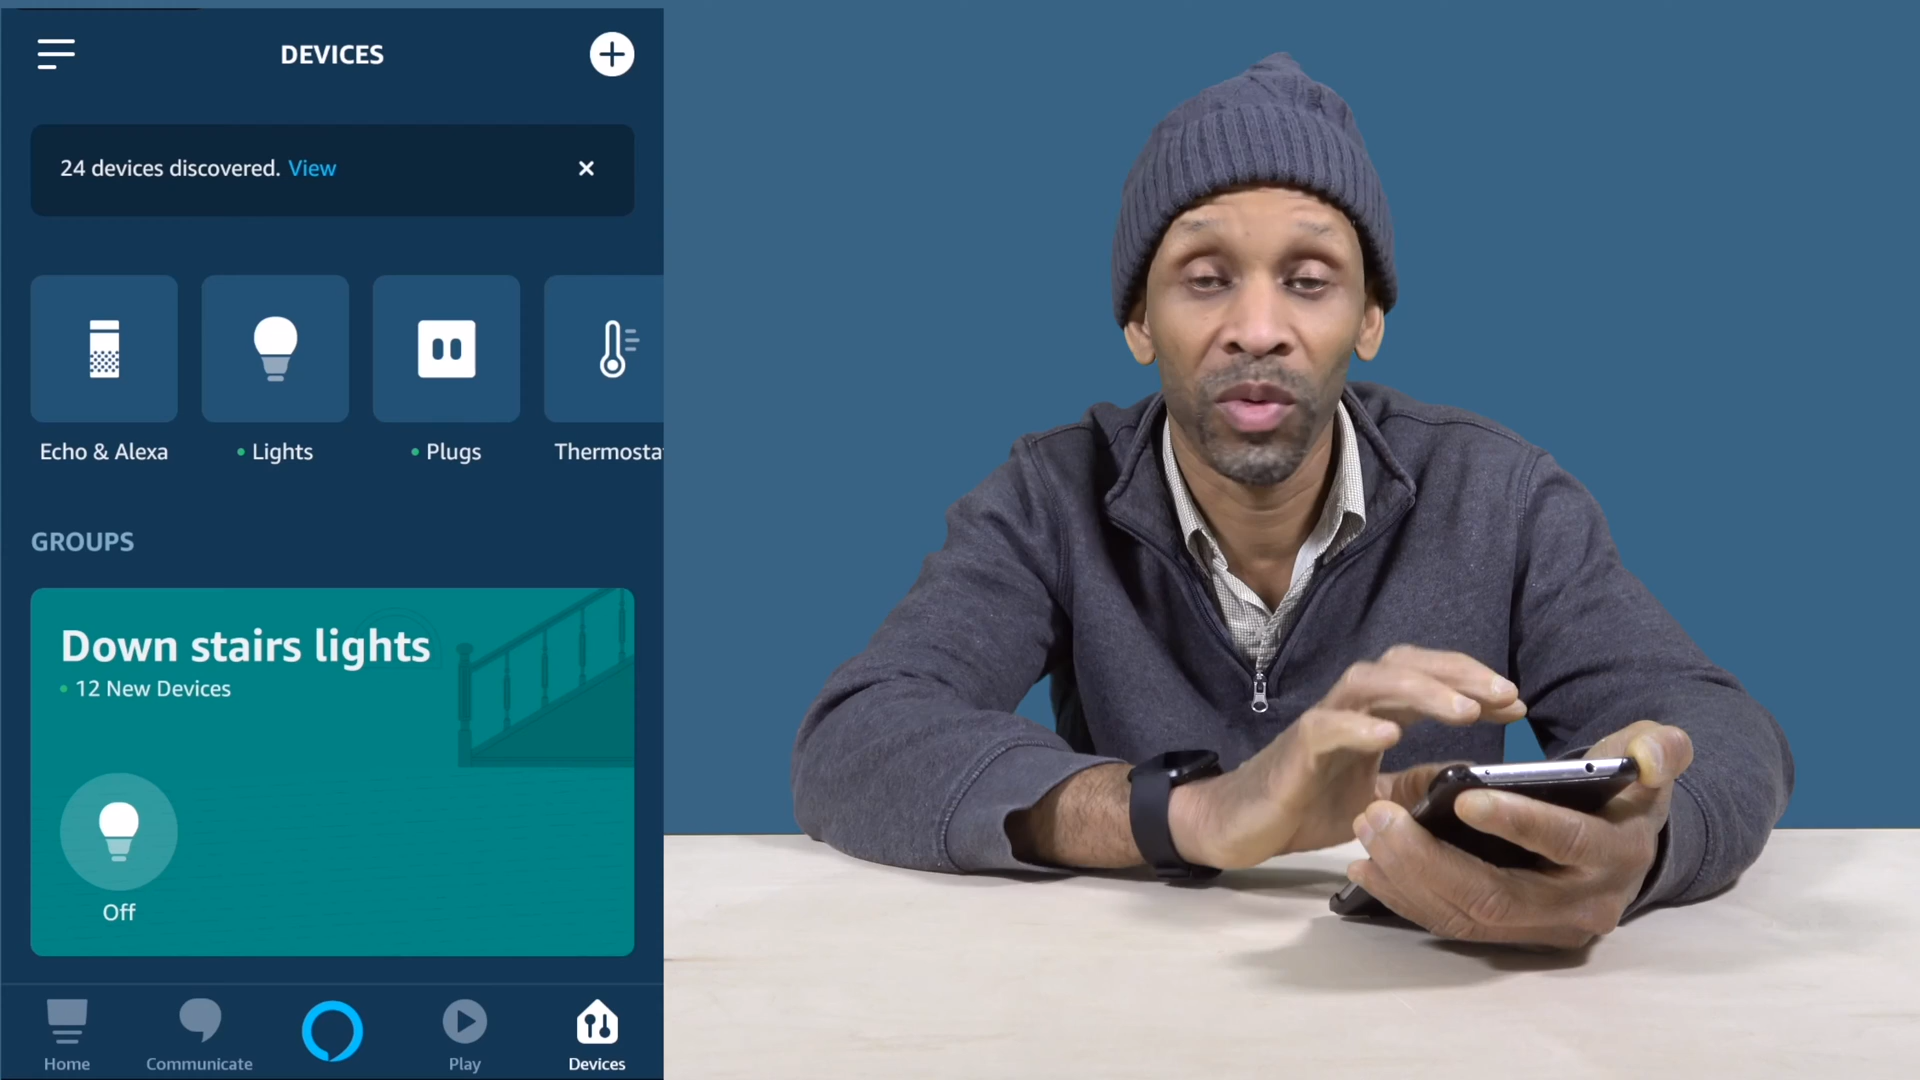 DEVICES
24 devices discovered. View
Echo & Alexa
Lights
Plugs
Thermosta
GROUPS
Down stairs lights
12 New Devices
Off
Home
Communicate
Play
Devices